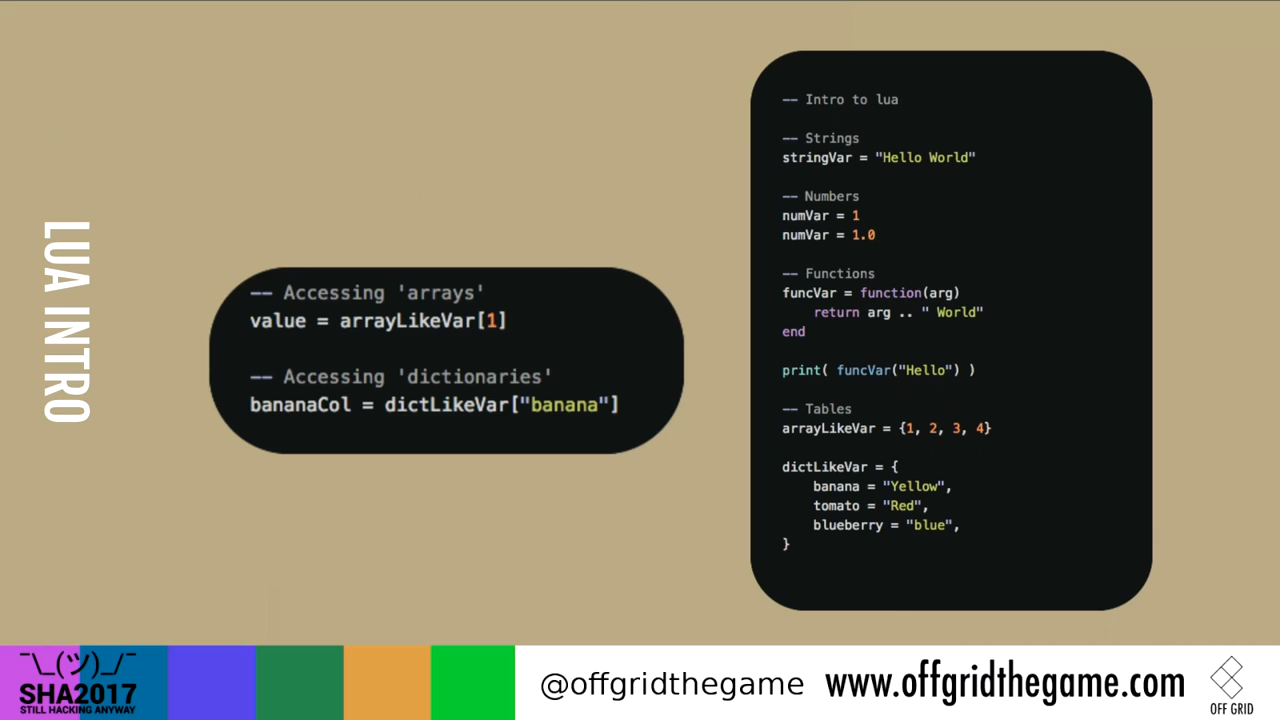 LUA INTRO
-- Accessing 'arrays'
value = arrayLikeVar[1]
-- Accessing 'dictionaries'
bananaCol = dictLikeVar["banana"]
-- Intro to lua
-- Strings
stringVar = "Hello World"
-- Numbers
numVar = 1
numVar = 1.0
-- Functions
funcVar = function(arg)
return arg .. " World"
end
print( funcVar("Hello") )
-- Tables
arrayLikeVar = {1, 2, 3, 4}
dictLikeVar = {
banana = "Yellow",
tomato = "Red",
blueberry = "blue",
}
¯\_(ツ)_/¯
SHA2017
STILL HACKING ANYWAY
@offgridthegame
www.offgridthegame.com
OFF GRID